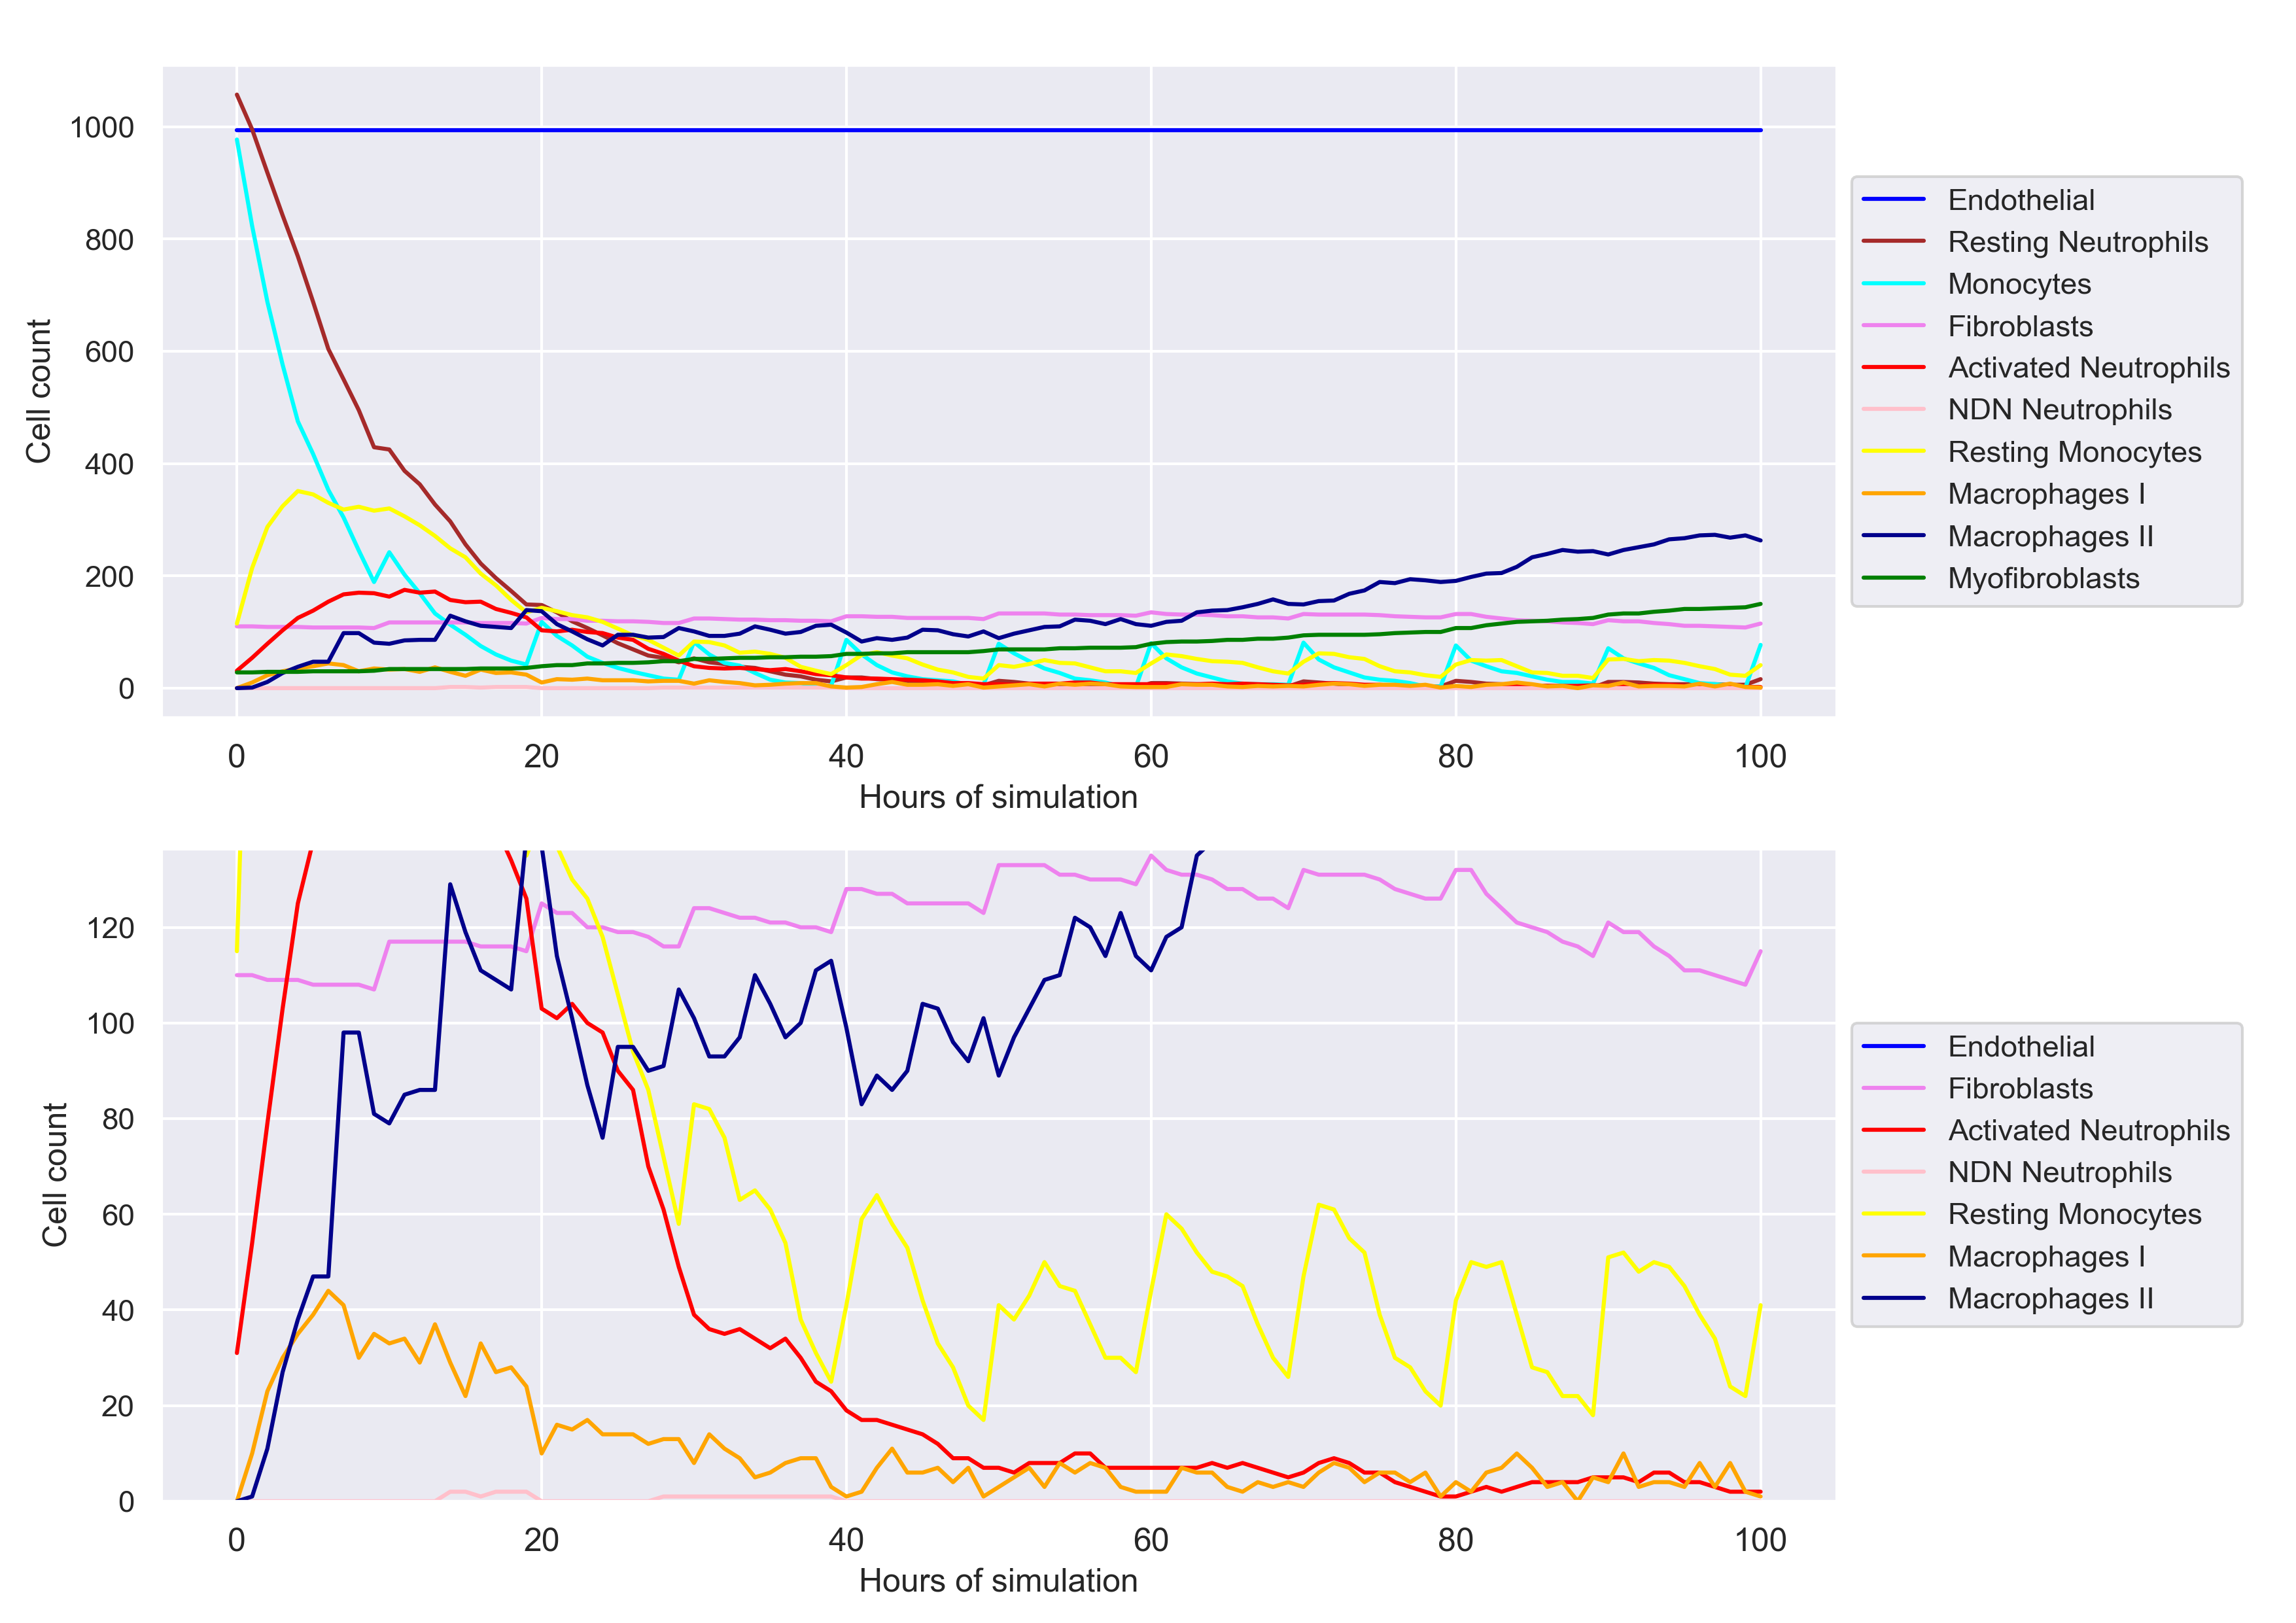 1000
800
600
400
200
0
Cell count
0 20 40 60 80 100
Hours of simulation
Endothelial
Resting Neutrophils
Monocytes
Fibroblasts
Activated Neutrophils
NDN Neutrophils
Resting Monocytes
Macrophages I
Macrophages II
Myofibroblasts
120
100
80
60
40
20
0
Cell count
0 20 40 60 80 100
Hours of simulation
Endothelial
Fibroblasts
Activated Neutrophils
NDN Neutrophils
Resting Monocytes
Macrophages I
Macrophages II